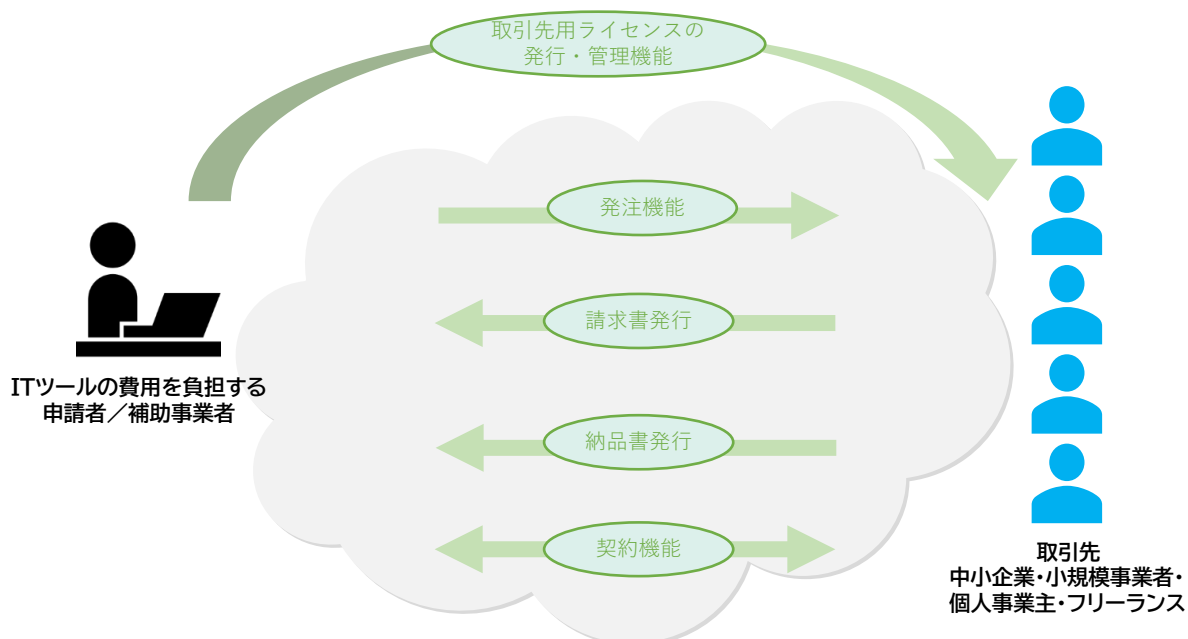 取引先用ライセンスの
発行・管理機能
発注機能
請求書発行
納品書発行
契約機能
ITツールの費用を負担する
申請者／補助事業者
取引先
中小企業・小規模事業者・
個人事業主・フリーランス